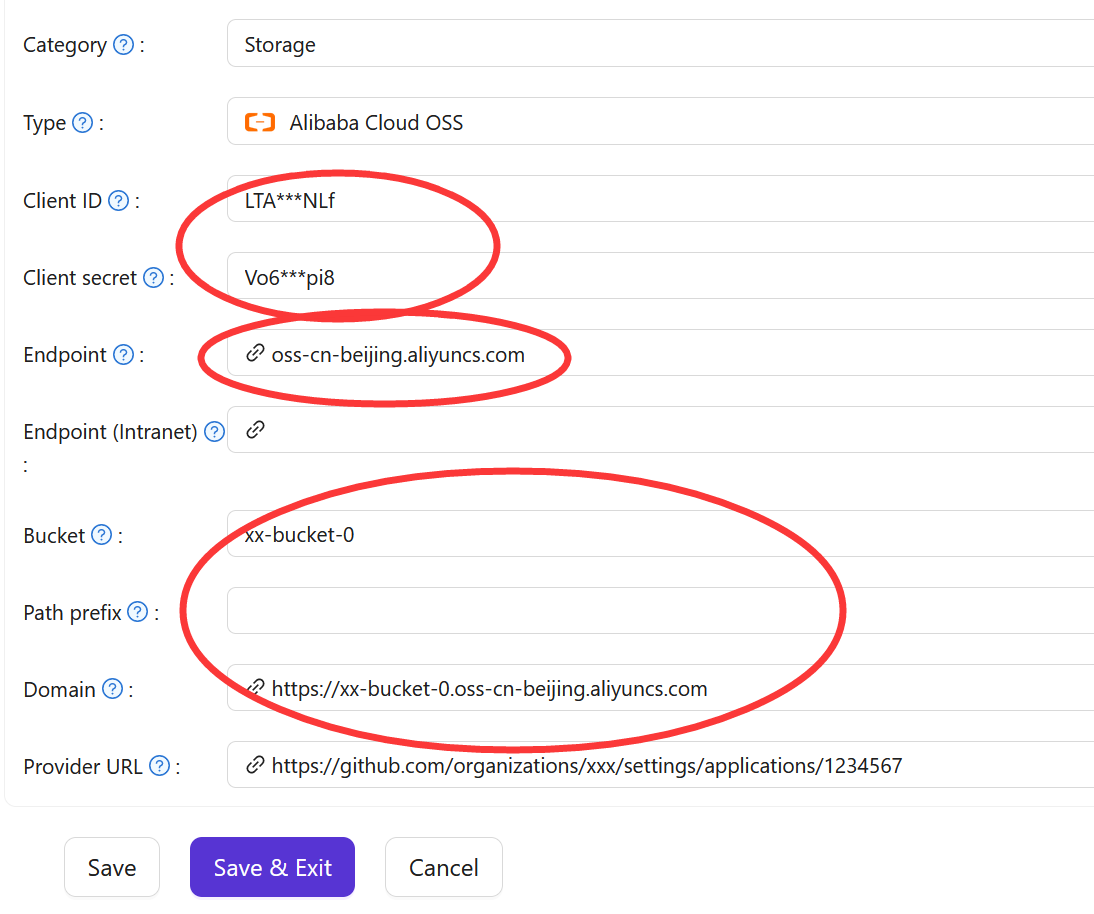 Category ? :
Storage
Type ? :
Alibaba Cloud OSS
Client ID ? :
LTA***NLf
Client secret ? :
Vo6***pi8
Endpoint ? :
oss-cn-beijing.aliyuncs.com
Endpoint (Intranet) ?
:
Bucket ? :
xx-bucket-0
Path prefix ? :
Domain ? :
https://xx-bucket-0.oss-cn-beijing.aliyuncs.com
Provider URL ? :
https://github.com/organizations/xxx/settings/applications/1234567
Save
Save & Exit
Cancel